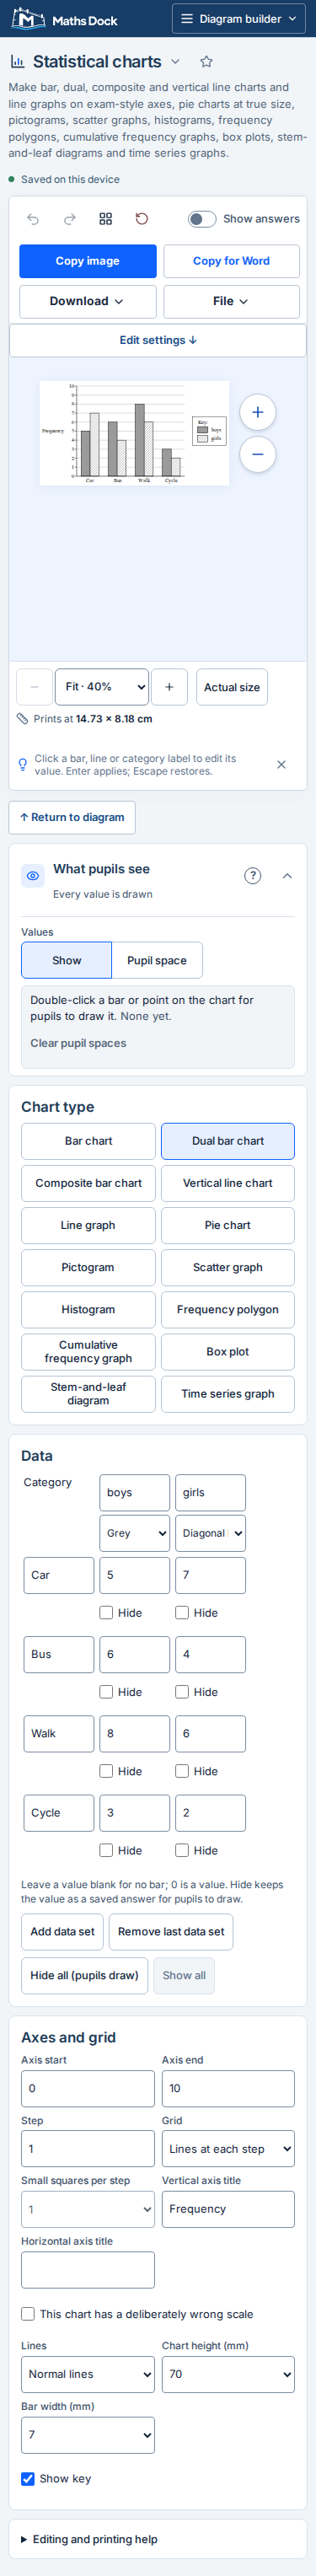 Maths Dock
Diagram builder
Statistical charts
Make bar, dual, composite and vertical line charts and
line graphs on exam-style axes, pie charts at true size,
pictograms, scatter graphs, histograms, frequency
polygons, cumulative frequency graphs, box plots, stem-
and-leaf diagrams and time series graphs.
Saved on this device
Show answers
Copy image
Copy for Word
Download
File
Edit settings ↓
10
9
8
7
6
5
4
3
2
1
0
Frequency
Car
Bus
Walk
Cycle
Key:
boys
girls
+
−
−
Fit · 40%
+
Actual size
Prints at 14.73 × 8.18 cm
Click a bar, line or category label to edit its
value. Enter applies; Escape restores.
↑ Return to diagram
What pupils see
Every value is drawn
?
Values
Show
Pupil space
Double-click a bar or point on the chart for
pupils to draw it. None yet.
Clear pupil spaces
Chart type
Bar chart
Dual bar chart
Composite bar chart
Vertical line chart
Line graph
Pie chart
Pictogram
Scatter graph
Histogram
Frequency polygon
Cumulative
frequency graph
Box plot
Stem-and-leaf
diagram
Time series graph
Data
Category
boys
girls
Grey
Diagonal
Car
5
7
Hide
Hide
Bus
6
4
Hide
Hide
Walk
8
6
Hide
Hide
Cycle
3
2
Hide
Hide
Leave a value blank for no bar; 0 is a value. Hide keeps
the value as a saved answer for pupils to draw.
Add data set
Remove last data set
Hide all (pupils draw)
Show all
Axes and grid
Axis start
Axis end
0
10
Step
Grid
1
Lines at each step
Small squares per step
Vertical axis title
1
Frequency
Horizontal axis title
This chart has a deliberately wrong scale
Lines
Chart height (mm)
Normal lines
70
Bar width (mm)
7
Show key
Editing and printing help